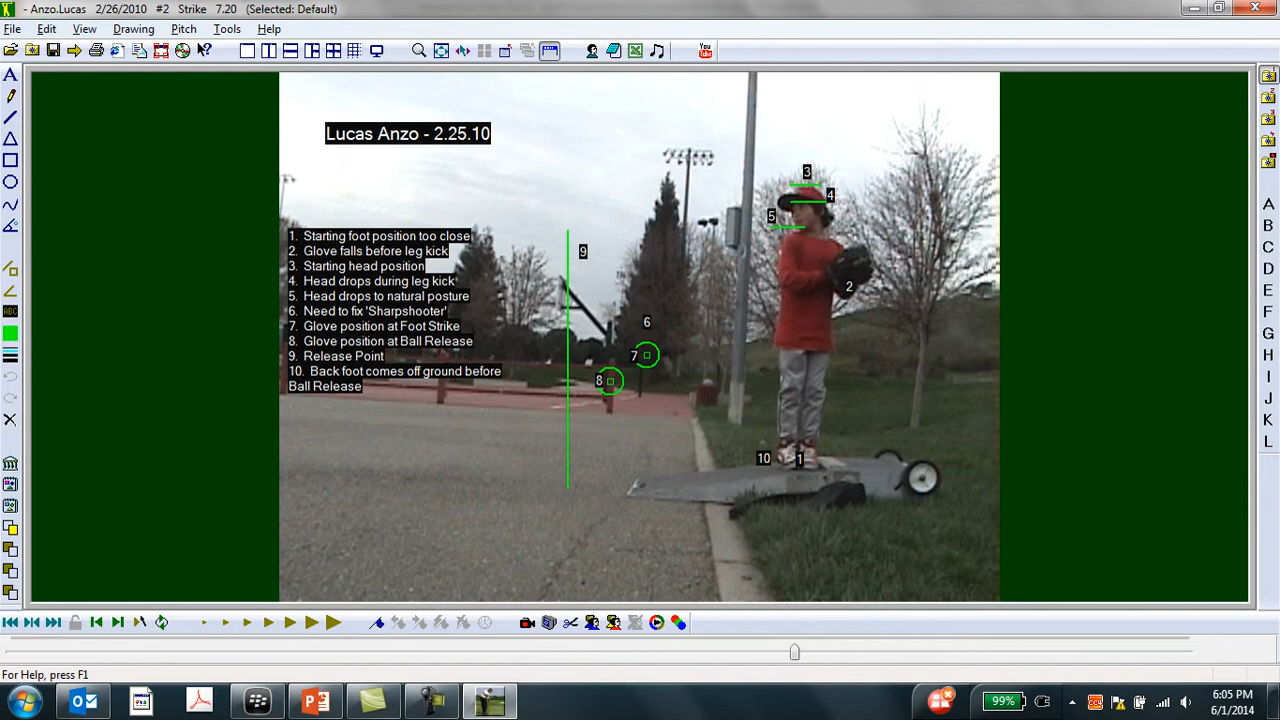 - Anzo.Lucas 2/26/2010 #2 Strike 7.20 (Selected: Default)
File Edit View Drawing Pitch Tools Help
You
Tube
A
ABC
Lucas Anzo - 2.25.10
1. Starting foot position too close
2. Glove falls before leg kick
3. Starting head position
4. Head drops during leg kick
5. Head drops to natural posture
6. Need to fix 'Sharpshooter'
7. Glove position at Foot Strike
8. Glove position at Ball Release
9. Release Point
10. Back foot comes off ground before
Ball Release
3
4
5
9
2
6
7
8
10
1
A
B
C
D
E
F
G
H
I
J
K
L
For Help, press F1
99%
6:05 PM
6/1/2014